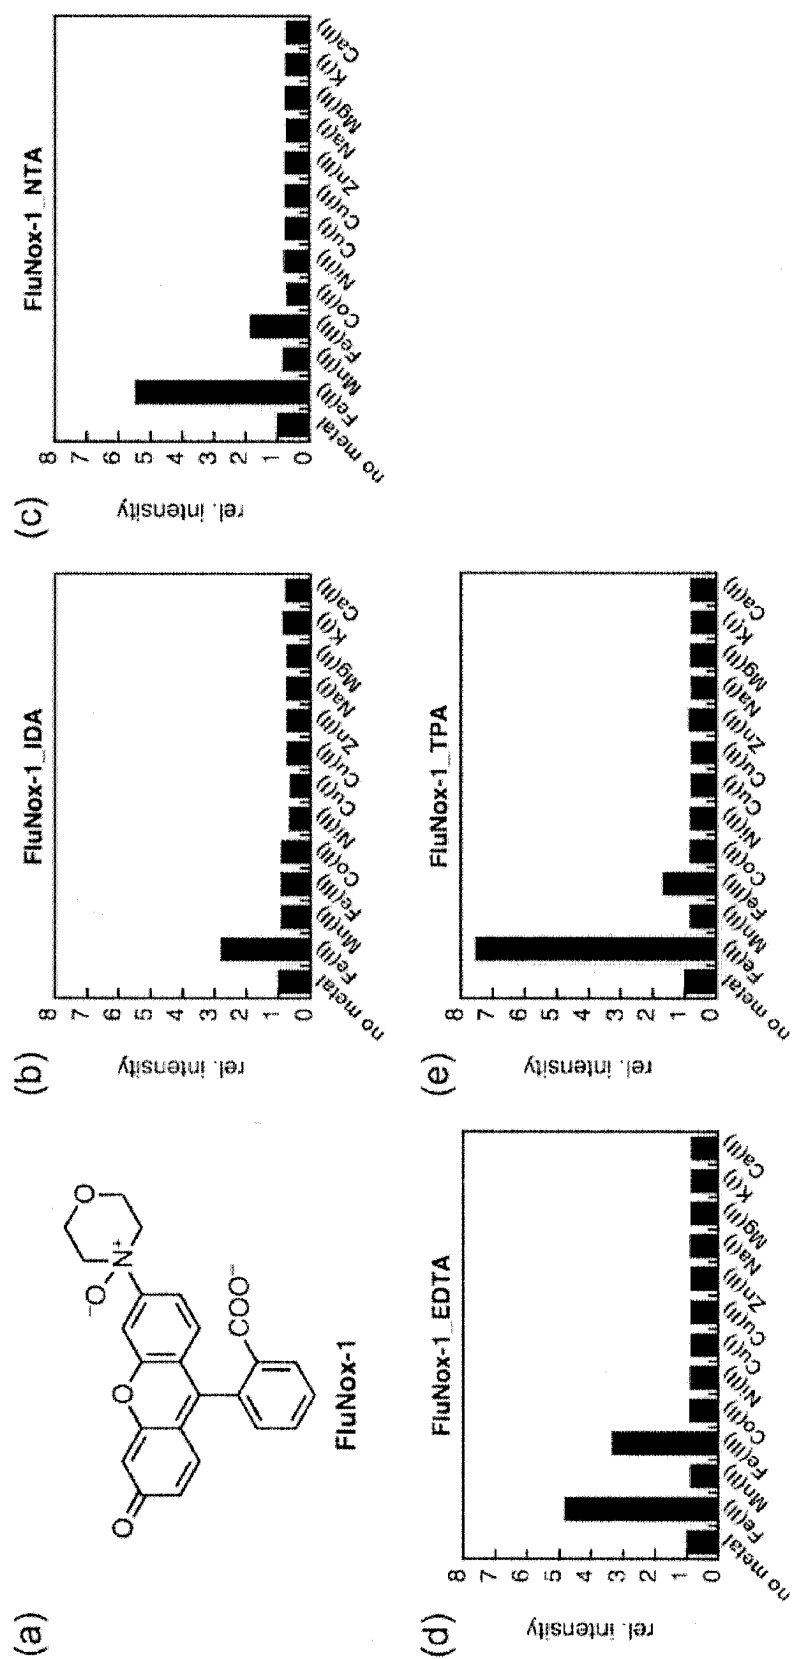 (a)
O
O
N+
-O
O
COO-
FluNox-1
(b)
FluNox-1_IDA
rel. intensity
8
7
6
5
4
3
2
1
0
no metal
Fe(II)
Mn(II)
Fe(III)
Co(II)
Ni(II)
Cu(I)
Cu(II)
Zn(II)
Na(I)
Mg(II)
K(I)
Ca(II)
(c)
FluNox-1_NTA
rel. intensity
8
7
6
5
4
3
2
1
0
no metal
Fe(II)
Mn(II)
Fe(III)
Co(II)
Ni(II)
Cu(I)
Cu(II)
Zn(II)
Na(I)
Mg(II)
K(I)
Ca(II)
(d)
FluNox-1_EDTA
rel. intensity
8
7
6
5
4
3
2
1
0
no metal
Fe(II)
Mn(II)
Fe(III)
Co(II)
Ni(II)
Cu(I)
Cu(II)
Zn(II)
Na(I)
Mg(II)
K(I)
Ca(II)
(e)
FluNox-1_TPA
rel. intensity
8
7
6
5
4
3
2
1
0
no metal
Fe(II)
Mn(II)
Fe(III)
Co(II)
Ni(II)
Cu(I)
Cu(II)
Zn(II)
Na(I)
Mg(II)
K(I)
Ca(II)